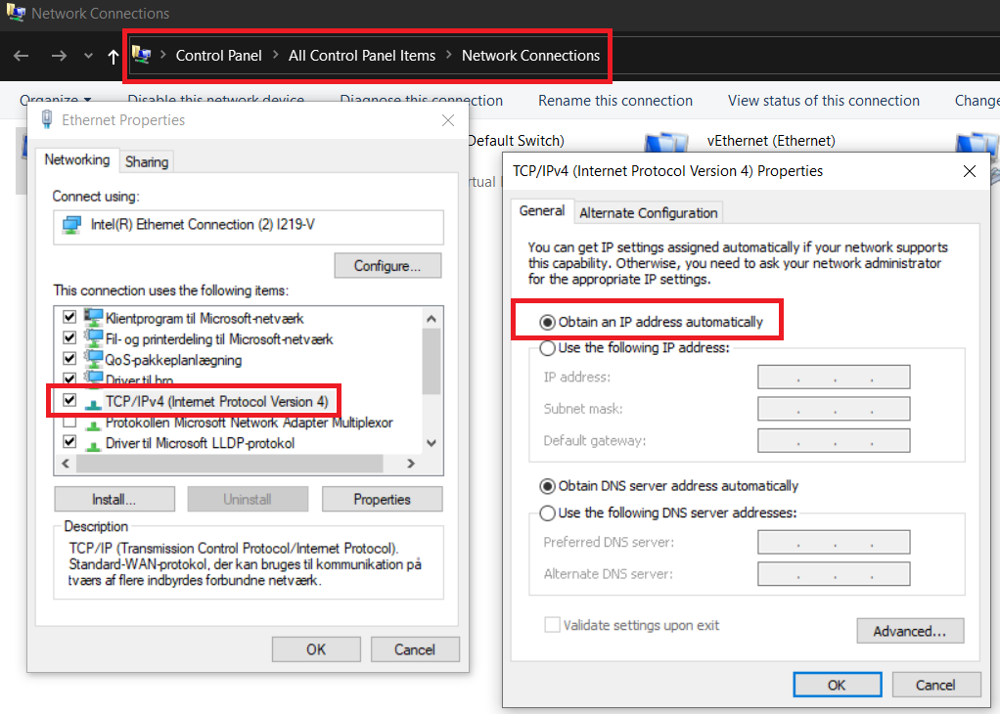 Network Connections
Control Panel > All Control Panel Items > Network Connections
Organize Disable this network device Diagnose this connection Rename this connection View status of this connection Change
Default Switch)
vEthernet (Ethernet)
rtual
Ethernet Properties
Networking Sharing
Connect using:
Intel(R) Ethernet Connection (2) I219-V
Configure...
This connection uses the following items:
Klientprogram til Microsoft-netværk
Fil- og printerdeling til Microsoft-netværk
QoS-pakkeplanlægning
Driver til bro
TCP/IPv4 (Internet Protocol Version 4)
Protokollen Microsoft Network Adapter Multiplexor
Driver til Microsoft LLDP-protokol
Install... Uninstall Properties
Description
TCP/IP (Transmission Control Protocol/Internet Protocol).
Standard-WAN-protokol, der kan bruges til kommunikation på
tværs af flere indbyrdes forbundne netværk.
OK Cancel
TCP/IPv4 (Internet Protocol Version 4) Properties
General Alternate Configuration
You can get IP settings assigned automatically if your network supports
this capability. Otherwise, you need to ask your network administrator
for the appropriate IP settings.
Obtain an IP address automatically
Use the following IP address:
IP address: . . .
Subnet mask: . . .
Default gateway: . . .
Obtain DNS server address automatically
Use the following DNS server addresses:
Preferred DNS server: . . .
Alternate DNS server: . . .
Validate settings upon exit
Advanced...
OK Cancel